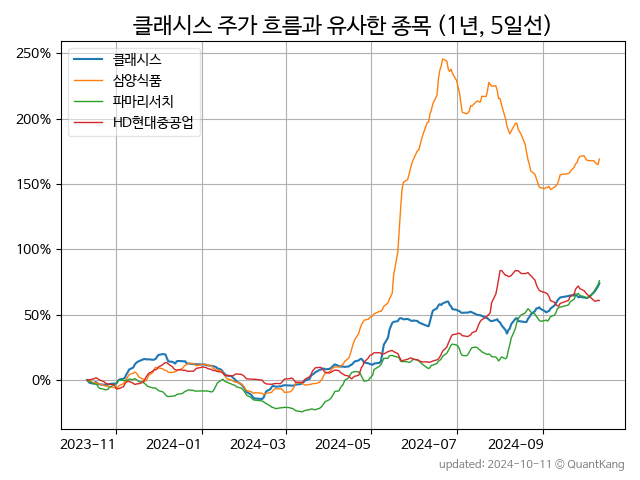 클래시스 주가 흐름과 유사한 종목 (1년, 5일선)
클래시스
삼양식품
파마리서치
HD현대중공업
250%
200%
150%
100%
50%
0%
2023-11 2024-01 2024-03 2024-05 2024-07 2024-09
updated: 2024-10-11 © QuantKang